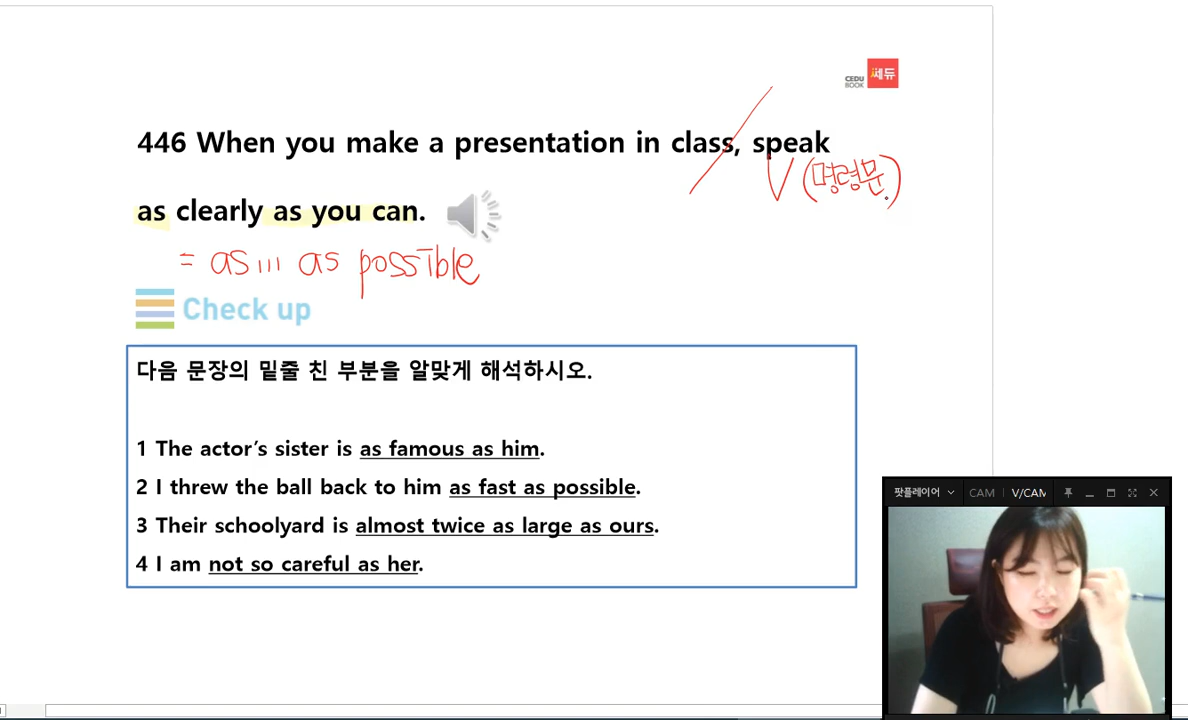 CEDU
BOOK
쎄듀
446 When you make a presentation in class, speak
V (명령문)
as clearly as you can.
= as ... as possible
Check up
다음 문장의 밑줄 친 부분을 알맞게 해석하시오.
1 The actor's sister is as famous as him.
2 I threw the ball back to him as fast as possible.
3 Their schoolyard is almost twice as large as ours.
4 I am not so careful as her.
팟플레이어 CAM V/CAM